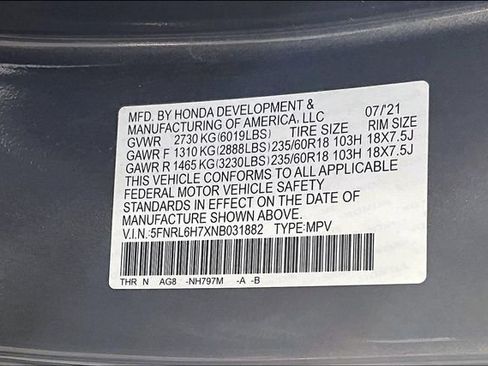 MFD. BY HONDA DEVELOPMENT & 07/'21
MANUFACTURING OF AMERICA, LLC
GVWR 2730 KG(6019LBS) TIRE SIZE RIM SIZE
GAWR F 1310 KG(2888LBS) 235/60R18 103H 18X7.5J
GAWR R 1465 KG(3230LBS) 235/60R18 103H 18X7.5J
THIS VEHICLE CONFORMS TO ALL APPLICABLE
FEDERAL MOTOR VEHICLE SAFETY
STANDARDS IN EFFECT ON THE DATE OF
MANUFACTURE SHOWN ABOVE.
V.I.N.:5FNRL6H7XNB031882 TYPE:MPV
THR N AG8 -NH797M -A -B